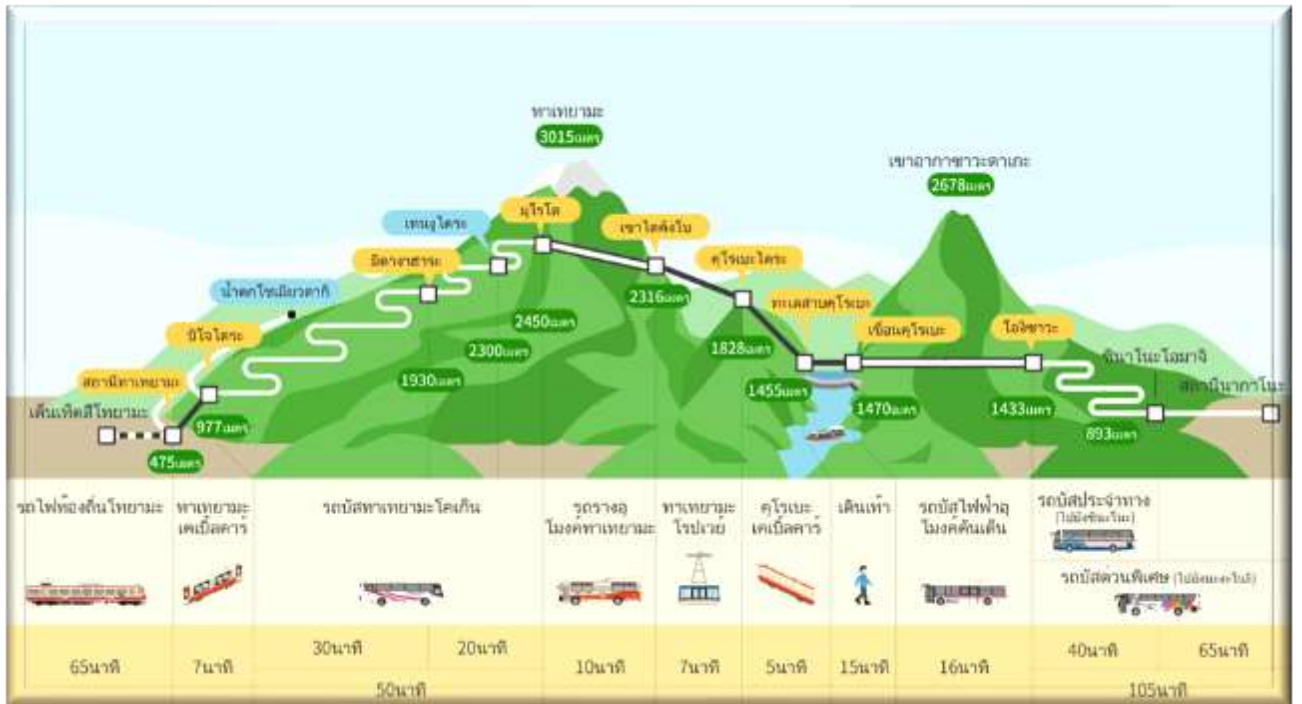 ทาเทยามะ
3015เมตร
เขาอากาซาวะดาเกะ
2678เมตร
มุโรโด
เทนงูไดระ
เขาไดคังโบ
มิดางาฮาระ
คุโรเบะไดระ
น้ำตกโชเมียวดากิ
2316เมตร
ทะเลสาบคุโรเบะ
2450เมตร
บิโจไดระ
เขื่อนคุโรเบะ
โองิซาวะ
2300เมตร
1828เมตร
ชินาโนะโอมาจิ
สถานีทาเทยามะ
1930เมตร
1455เมตร
สถานีนากาโนะ
เด็นเท็ตสึโทยามะ
977เมตร
1470เมตร
1433เมตร
893เมตร
475เมตร
รถไฟท้องถิ่นโทยามะ
ทาเทยามะ
เคเบิ้ลคาร์
รถบัสทาเทยามะโคเก็น
รถรางอุ
โมงค์ทาเทยามะ
ทาเทยามะ
โรปเวย์
คุโรเบะ
เคเบิ้ลคาร์
เดินเท้า
รถบัสไฟฟ้าอุ
โมงค์คันเด็น
รถบัสประจำทาง
รถบัสด่วนพิเศษ
65นาที
7นาที
30นาที
20นาที
50นาที
10นาที
7นาที
5นาที
15นาที
16นาที
40นาที
65นาที
105นาที